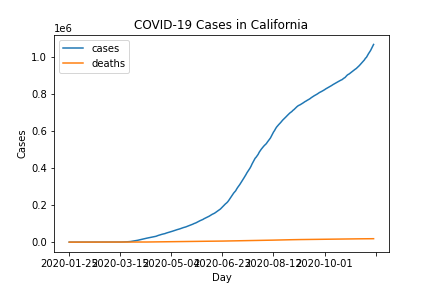 COVID-19 Cases in California
1e6
cases
deaths
1.0
0.8
0.6
0.4
0.2
0.0
Cases
2020-01-25 2020-03-15 2020-05-04 2020-06-23 2020-08-12 2020-10-01
Day